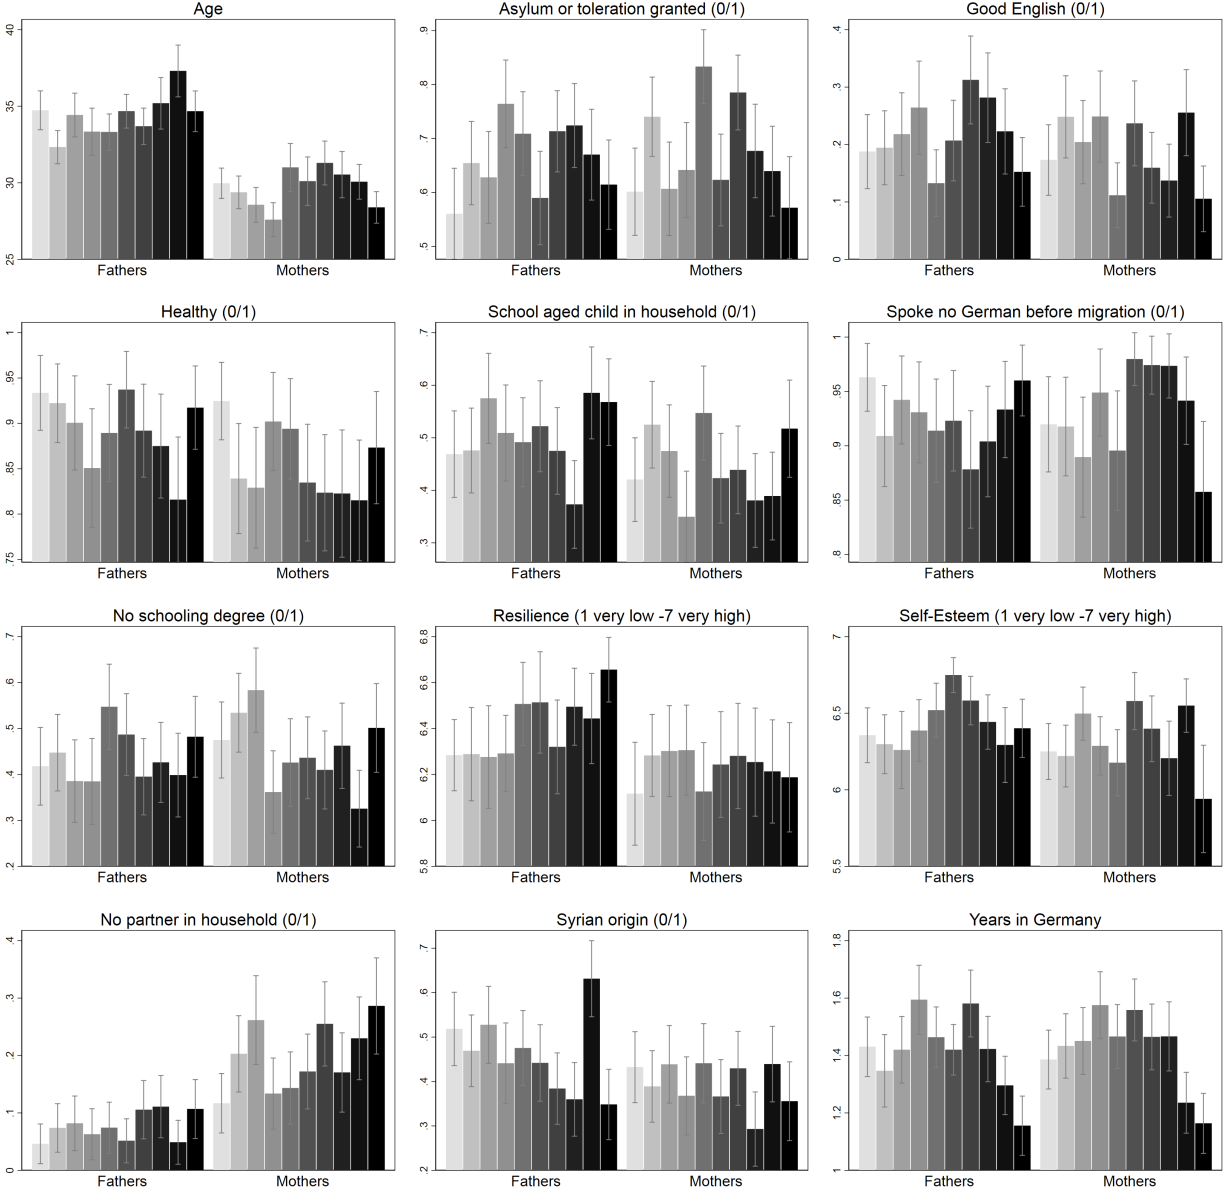 Age
40
35
30
25
Fathers Mothers
Asylum or toleration granted (0/1)
.9
.8
.7
.6
.5
Fathers Mothers
Good English (0/1)
.4
.3
.2
.1
0
Fathers Mothers
Healthy (0/1)
1
.95
.9
.85
.8
.75
Fathers Mothers
School aged child in household (0/1)
.7
.6
.5
.4
.3
Fathers Mothers
Spoke no German before migration (0/1)
1
.95
.9
.85
.8
Fathers Mothers
No schooling degree (0/1)
.7
.6
.5
.4
.3
.2
Fathers Mothers
Resilience (1 very low -7 very high)
6.8
6.6
6.4
6.2
6
5.8
Fathers Mothers
Self-Esteem (1 very low -7 very high)
7
6.5
6
5.5
Fathers Mothers
No partner in household (0/1)
.4
.3
.2
.1
0
Fathers Mothers
Syrian origin (0/1)
.7
.6
.5
.4
.3
.2
Fathers Mothers
Years in Germany
1.8
1.6
1.4
1.2
1
Fathers Mothers